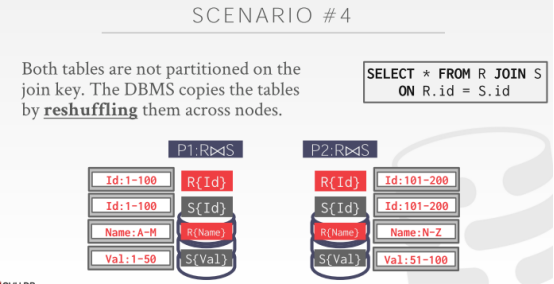 SCENARIO #4
Both tables are not partitioned on the
join key. The DBMS copies the tables
by reshuffling them across nodes.
SELECT * FROM R JOIN S
ON R.id = S.id
P1:R⋈S
Id:1-100 R{Id}
Id:1-100 S{Id}
Name:A-M R{Name}
Val:1-50 S{Val}
P2:R⋈S
R{Id} Id:101-200
S{Id} Id:101-200
R{Name} Name:N-Z
S{Val} Val:51-100